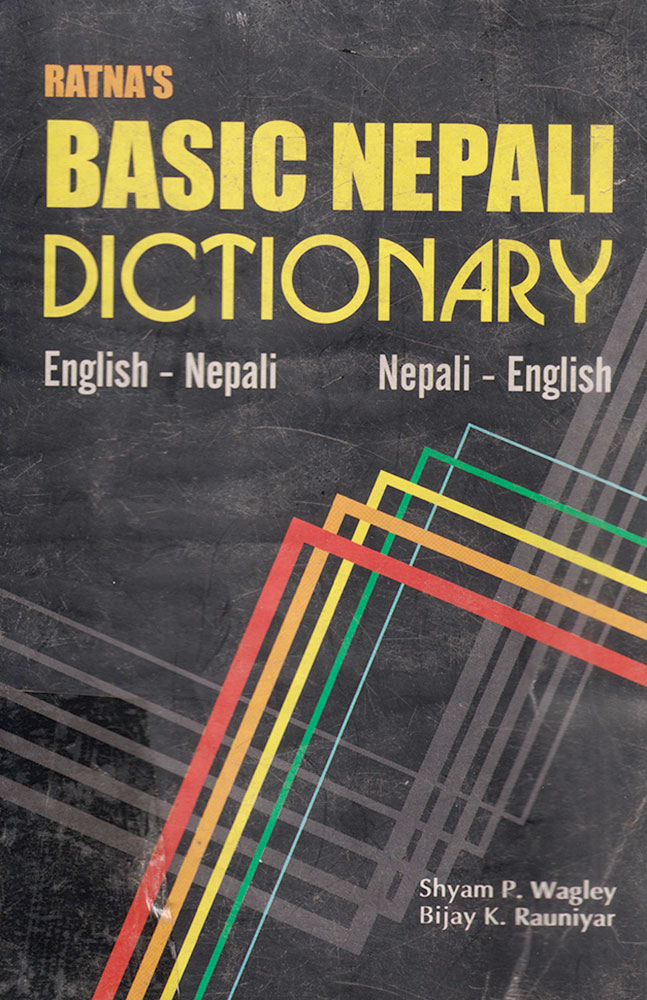 RATNA'S
BASIC NEPALI
DICTIONARY
English - Nepali Nepali - English
Shyam P. Wagley
Bijay K. Rauniyar